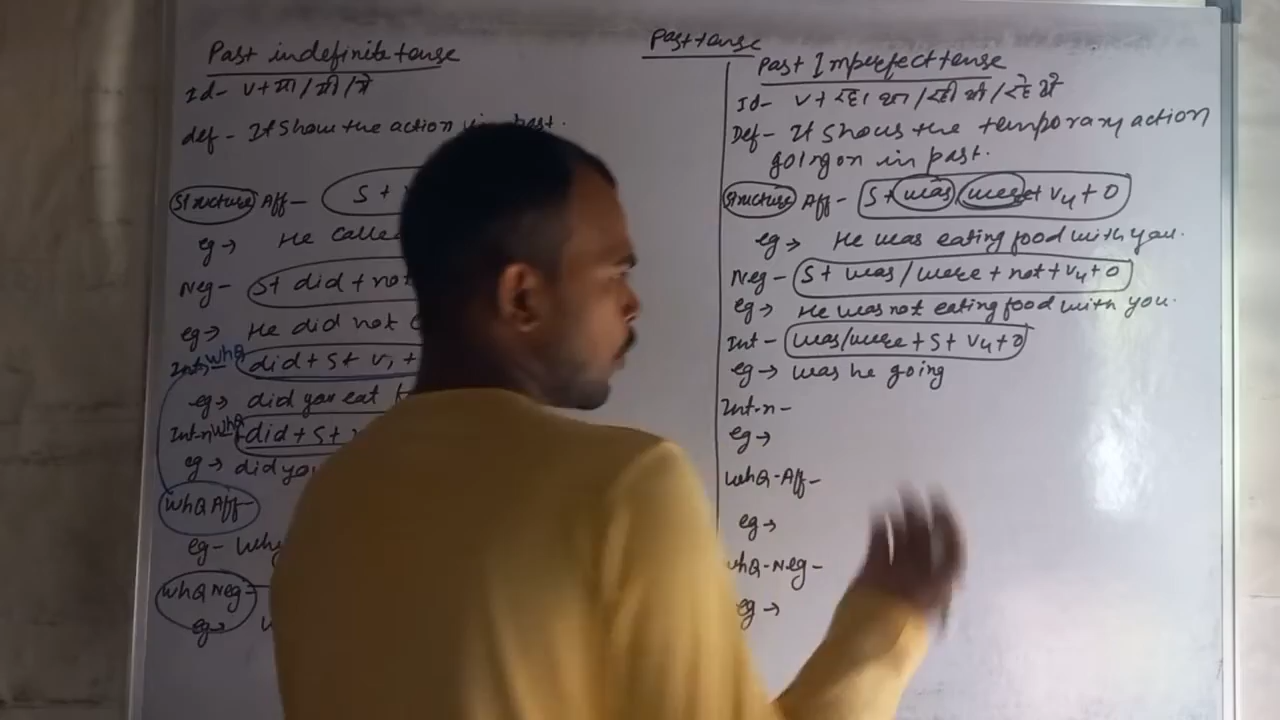 Past tense
Past indefinite tense
Id- V+या/यी/ये
def- It Show the action in past.
Structure Aff- S+
eg→ He calle
Neg- S+ did+no
eg→ He did not
Int- whQ did+S+ V1+
eg→ did you eat
Int-n- whQ did+S+
eg→ did you
WhQ Aff-
eg- Why
WhQ Neg-
eg→
Past Imperfect tense
Id- V+ रहा था/रही थी/रहे थे
Def- It Shows the temporary action
going on in past.
Structure Aff- S+was were+V4+O
eg→ He was eating food with you.
Neg- S+ was/were+not+V4+O
eg→ He was not eating food with you.
Int- was/were+S+V4+O
eg→ was he going
Int-n-
eg→
WhQ-Aff-
eg→
whQ-Neg-
eg→